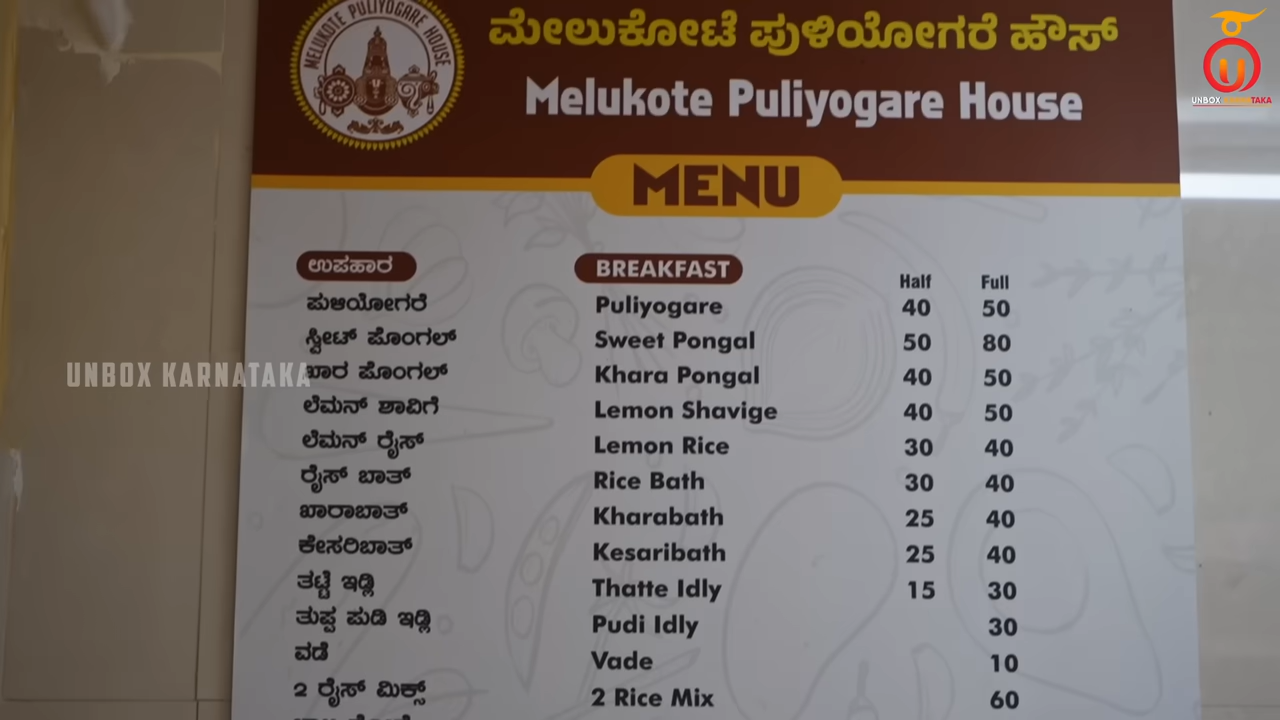 MELUKOTE PULIYOGARE HOUSE
ಮೇಲುಕೋಟೆ ಪುಳಿಯೋಗರೆ ಹೌಸ್
Melukote Puliyogare House
UNBOX KARNATAKA
MENU
ಉಪಹಾರ BREAKFAST Half Full
ಪುಳಿಯೋಗರೆ Puliyogare 40 50
ಸ್ವೀಟ್ ಪೊಂಗಲ್ Sweet Pongal 50 80
UNBOX KARNATAKA
ಖಾರ ಪೊಂಗಲ್ Khara Pongal 40 50
ಲೆಮನ್ ಶಾವಿಗೆ Lemon Shavige 40 50
ಲೆಮನ್ ರೈಸ್ Lemon Rice 30 40
ರೈಸ್ ಬಾತ್ Rice Bath 30 40
ಖಾರಾಬಾತ್ Kharabath 25 40
ಕೇಸರಿಬಾತ್ Kesaribath 25 40
ತಟ್ಟೆ ಇಡ್ಲಿ Thatte Idly 15 30
ತುಪ್ಪ ಪುಡಿ ಇಡ್ಲಿ Pudi Idly 30
ವಡೆ Vade 10
2 ರೈಸ್ ಮಿಕ್ಸ್ 2 Rice Mix 60